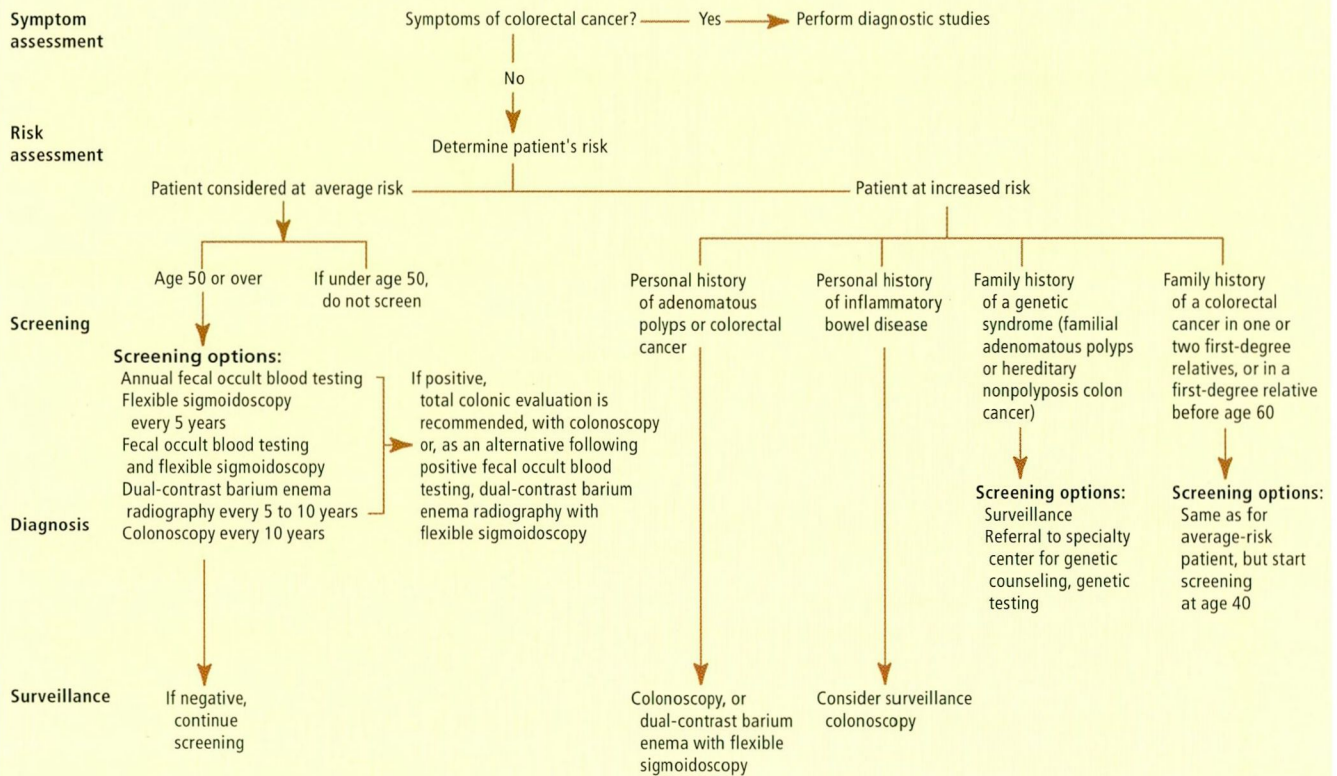 Symptom
assessment
Symptoms of colorectal cancer?
Yes
Perform diagnostic studies
No
Risk
assessment
Determine patient's risk
Patient considered at average risk
Patient at increased risk
Age 50 or over
If under age 50,
do not screen
Personal history
of adenomatous
polyps or colorectal
cancer
Personal history
of inflammatory
bowel disease
Family history
of a genetic
syndrome (familial
adenomatous polyps
or hereditary
nonpolyposis colon
cancer)
Family history
of a colorectal
cancer in one or
two first-degree
relatives, or in a
first-degree relative
before age 60
Screening
Screening options:
Annual fecal occult blood testing
Flexible sigmoidoscopy
every 5 years
Fecal occult blood testing
and flexible sigmoidoscopy
Dual-contrast barium enema
radiography every 5 to 10 years
Colonoscopy every 10 years
If positive,
total colonic evaluation is
recommended, with colonoscopy
or, as an alternative following
positive fecal occult blood
testing, dual-contrast barium
enema radiography with
flexible sigmoidoscopy
Screening options:
Surveillance
Referral to specialty
center for genetic
counseling, genetic
testing
Screening options:
Same as for
average-risk
patient, but start
screening
at age 40
Diagnosis
Surveillance
If negative,
continue
screening
Colonoscopy, or
dual-contrast barium
enema with flexible
sigmoidoscopy
Consider surveillance
colonoscopy